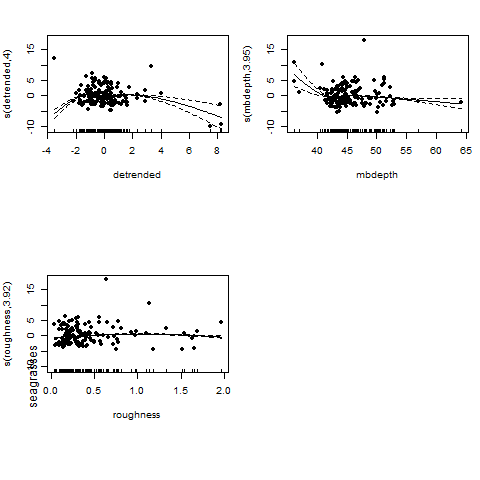 s(detrended,4)
-10 0 5 15
-4 -2 0 2 4 6 8
detrended
s(mbdepth,3.95)
-10 0 5 15
40 45 50 55 60 65
mbdepth
s(roughness,3.92)
seagrasses
-10 0 5 15
0.0 0.5 1.0 1.5 2.0
roughness